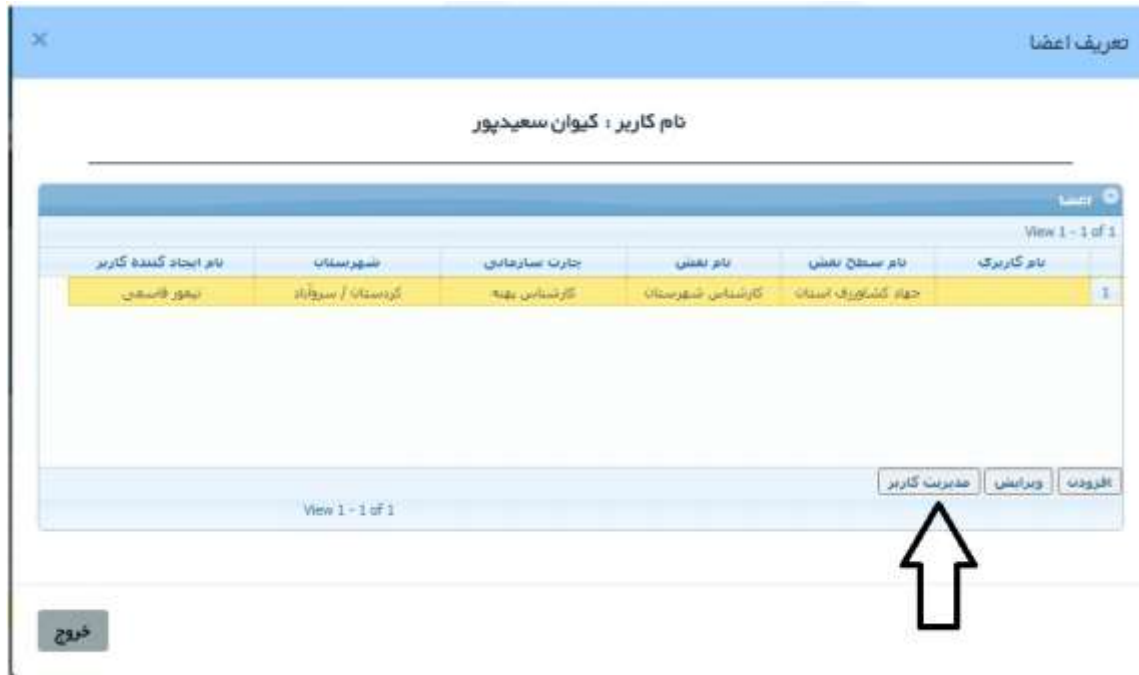 تعریف اعضا
×
نام کاربر : کیوان سعیدپور
اعضا
View 1 - 1 of 1
نام کاربری نام سطح نقش نام نقش چارت سازمانی شهرستان نام ایجاد کننده کاربر
1 جهاد کشاورزی استان کارشناس شهرستان کارشناس پهنه کردستان / سروآباد تیمور قاسمی
افزودن ویرایش مدیریت کاربر
View 1 - 1 of 1
خروج